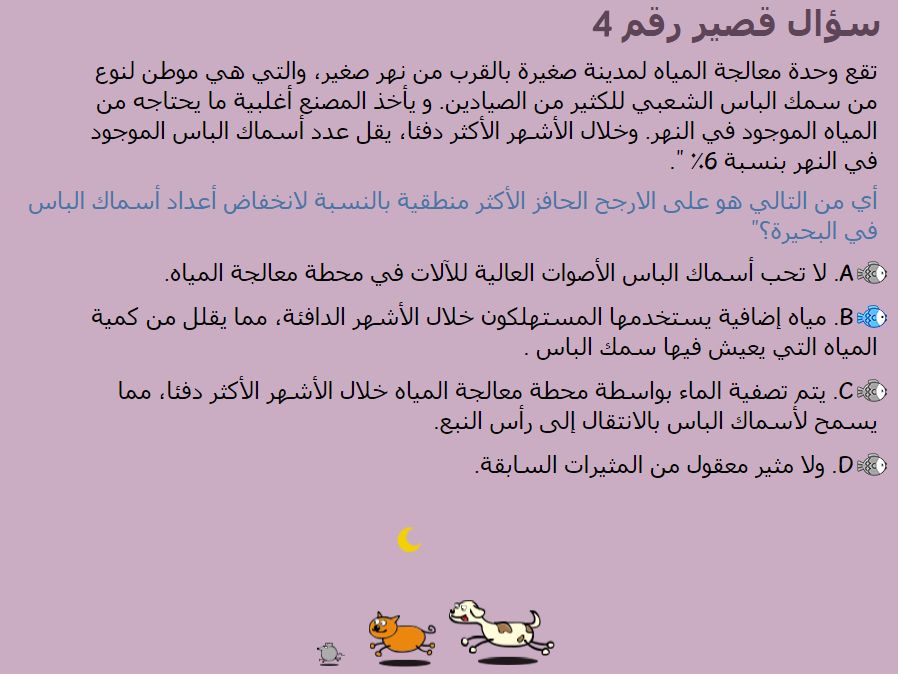 سؤال قصير رقم 4
تقع وحدة معالجة المياه لمدينة صغيرة بالقرب من نهر صغير، والتي هي موطن لنوع
من سمك الباس الشعبي للكثير من الصيادين. و يأخذ المصنع أغلبية ما يحتاجه من
المياه الموجود في النهر. وخلال الأشهر الأكثر دفئا، يقل عدد أسماك الباس الموجود
في النهر بنسبة 6٪ ".
أي من التالي هو على الارجح الحافز الأكثر منطقية بالنسبة لانخفاض أعداد أسماك الباس
في البحيرة؟"
A. لا تحب أسماك الباس الأصوات العالية للآلات في محطة معالجة المياه.
B. مياه إضافية يستخدمها المستهلكون خلال الأشهر الدافئة، مما يقلل من كمية
المياه التي يعيش فيها سمك الباس .
C. يتم تصفية الماء بواسطة محطة معالجة المياه خلال الأشهر الأكثر دفئا، مما
يسمح لأسماك الباس بالانتقال إلى رأس النبع.
D. ولا مثير معقول من المثيرات السابقة.